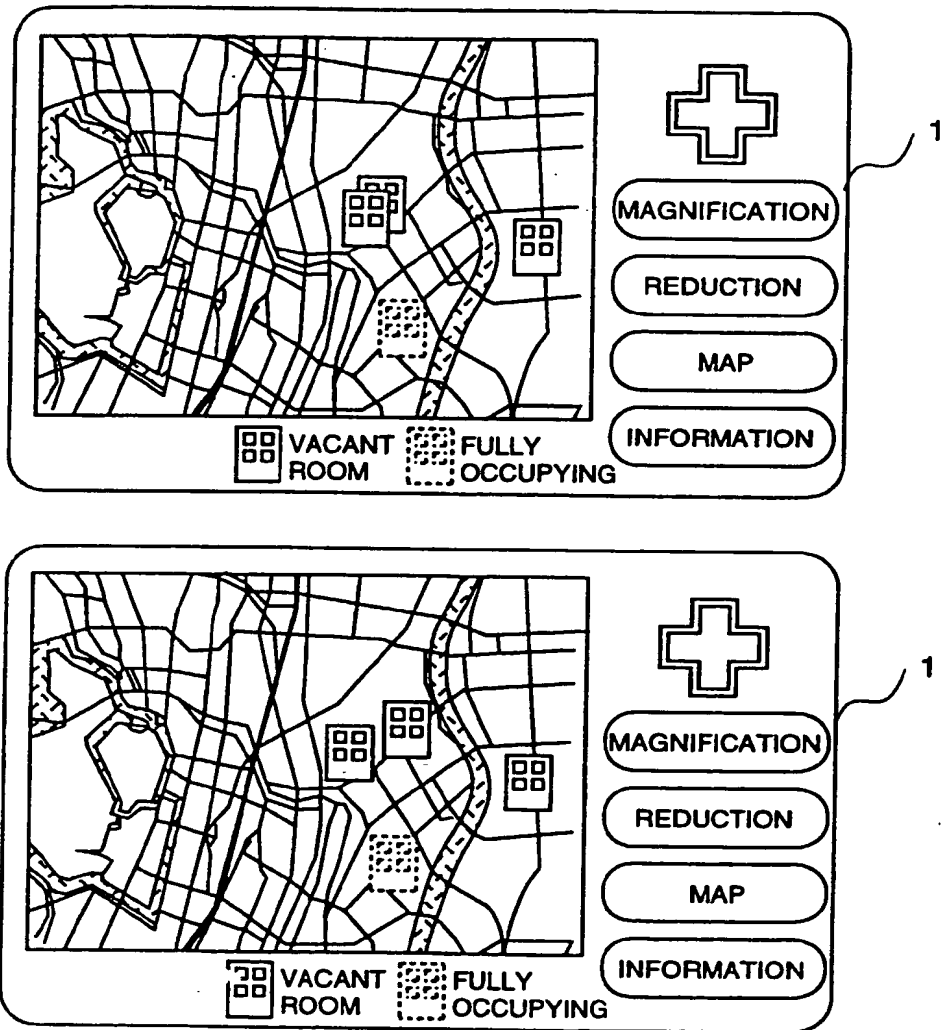 1
MAGNIFICATION
REDUCTION
MAP
INFORMATION
VACANT
ROOM
FULLY
OCCUPYING
1
MAGNIFICATION
REDUCTION
MAP
INFORMATION
VACANT
ROOM
FULLY
OCCUPYING